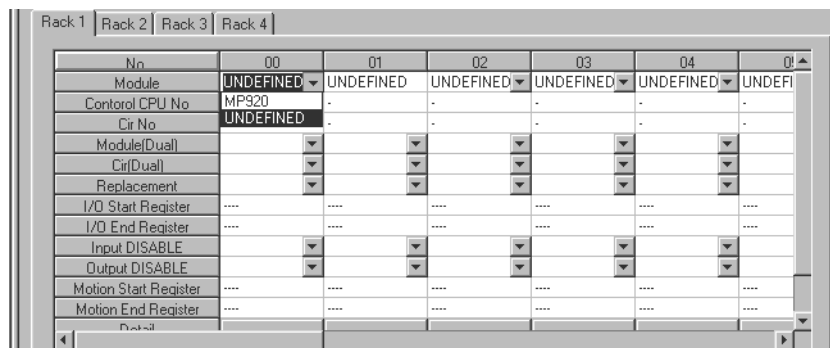 Rack 1 Rack 2 Rack 3 Rack 4
No 00 01 02 03 04
Module UNDEFINED UNDEFINED UNDEFINED UNDEFINED UNDEFINED UNDEFI
Contorol CPU No MP920 - - - - -
Cir No UNDEFINED - - - - -
Module(Dual)
Cir(Dual)
Replacement
I/O Start Register ---- ---- ---- ---- ---- ----
I/O End Register ---- ---- ---- ---- ---- ----
Input DISABLE
Output DISABLE
Motion Start Register ---- ---- ---- ---- ---- ----
Motion End Register ---- ---- ---- ---- ---- ----
Detail